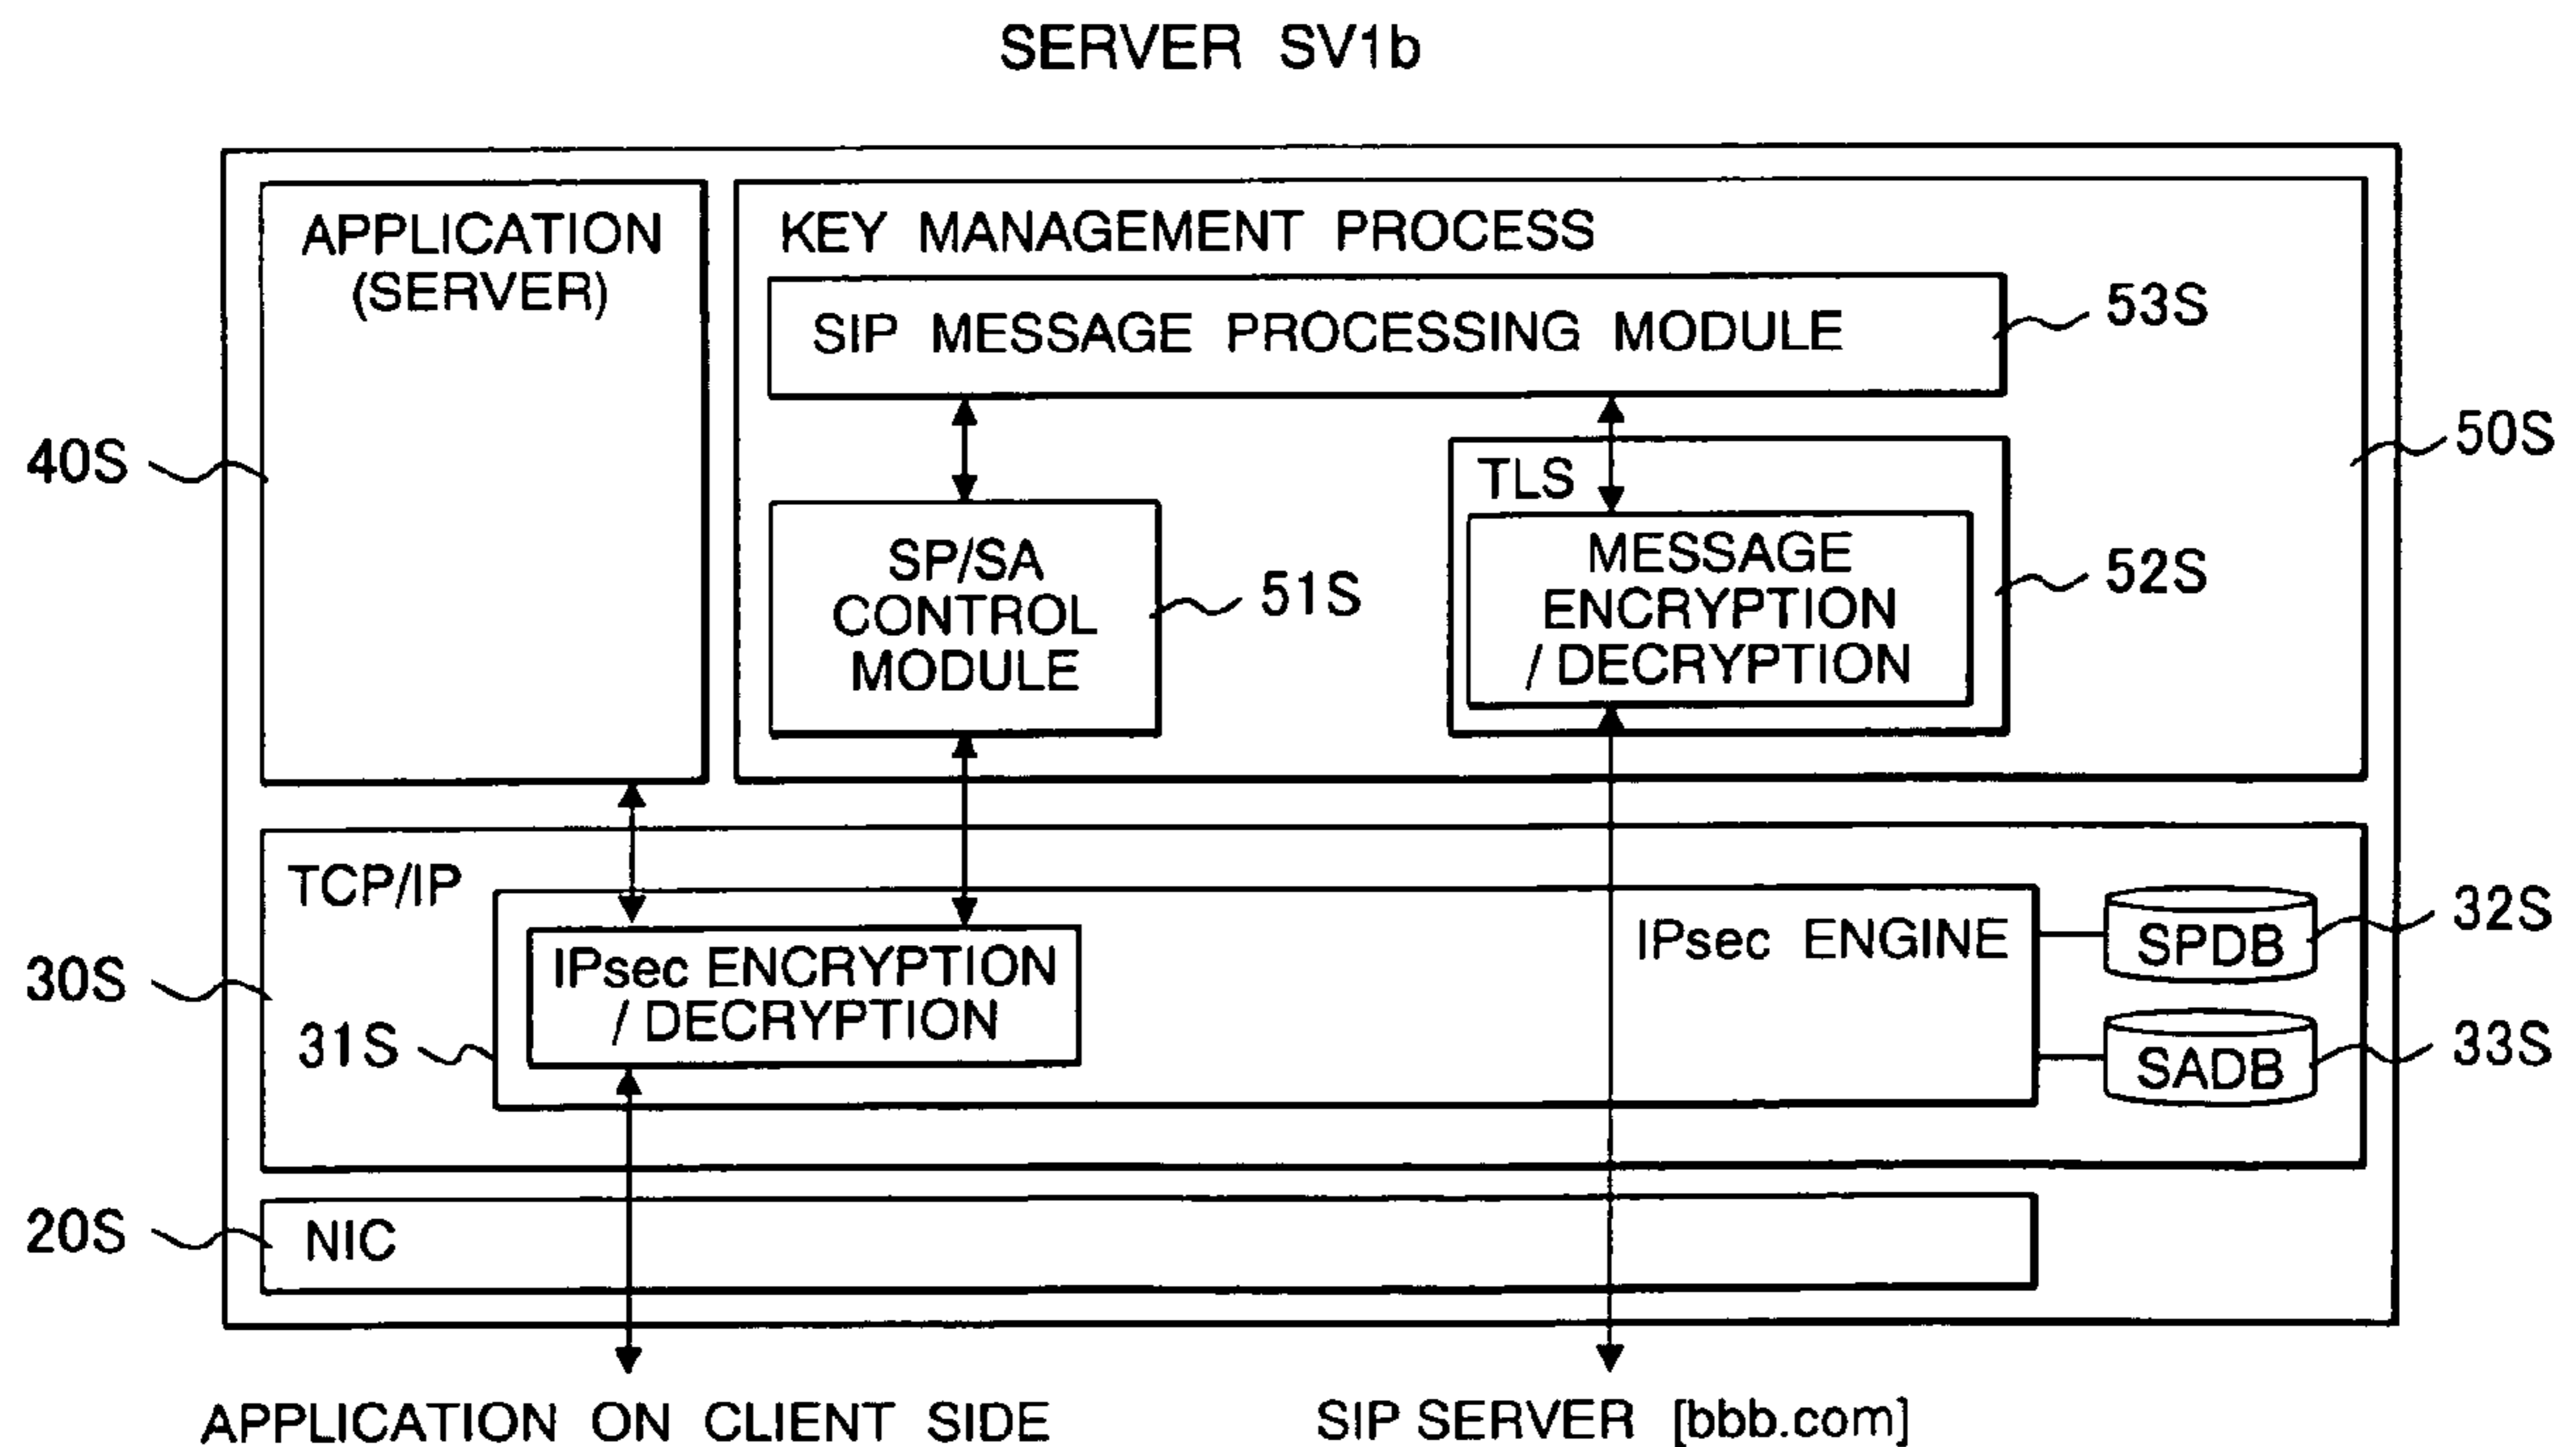 SERVER SV1b
APPLICATION
(SERVER)
KEY MANAGEMENT PROCESS
SIP MESSAGE PROCESSING MODULE
53S
40S
50S
TLS
SP/SA
CONTROL
MODULE
51S
MESSAGE
ENCRYPTION
/ DECRYPTION
52S
TCP/IP
30S
31S
IPsec ENCRYPTION
/ DECRYPTION
IPsec ENGINE
SPDB
32S
SADB
33S
20S
NIC
APPLICATION ON CLIENT SIDE
SIP SERVER [bbb.com]